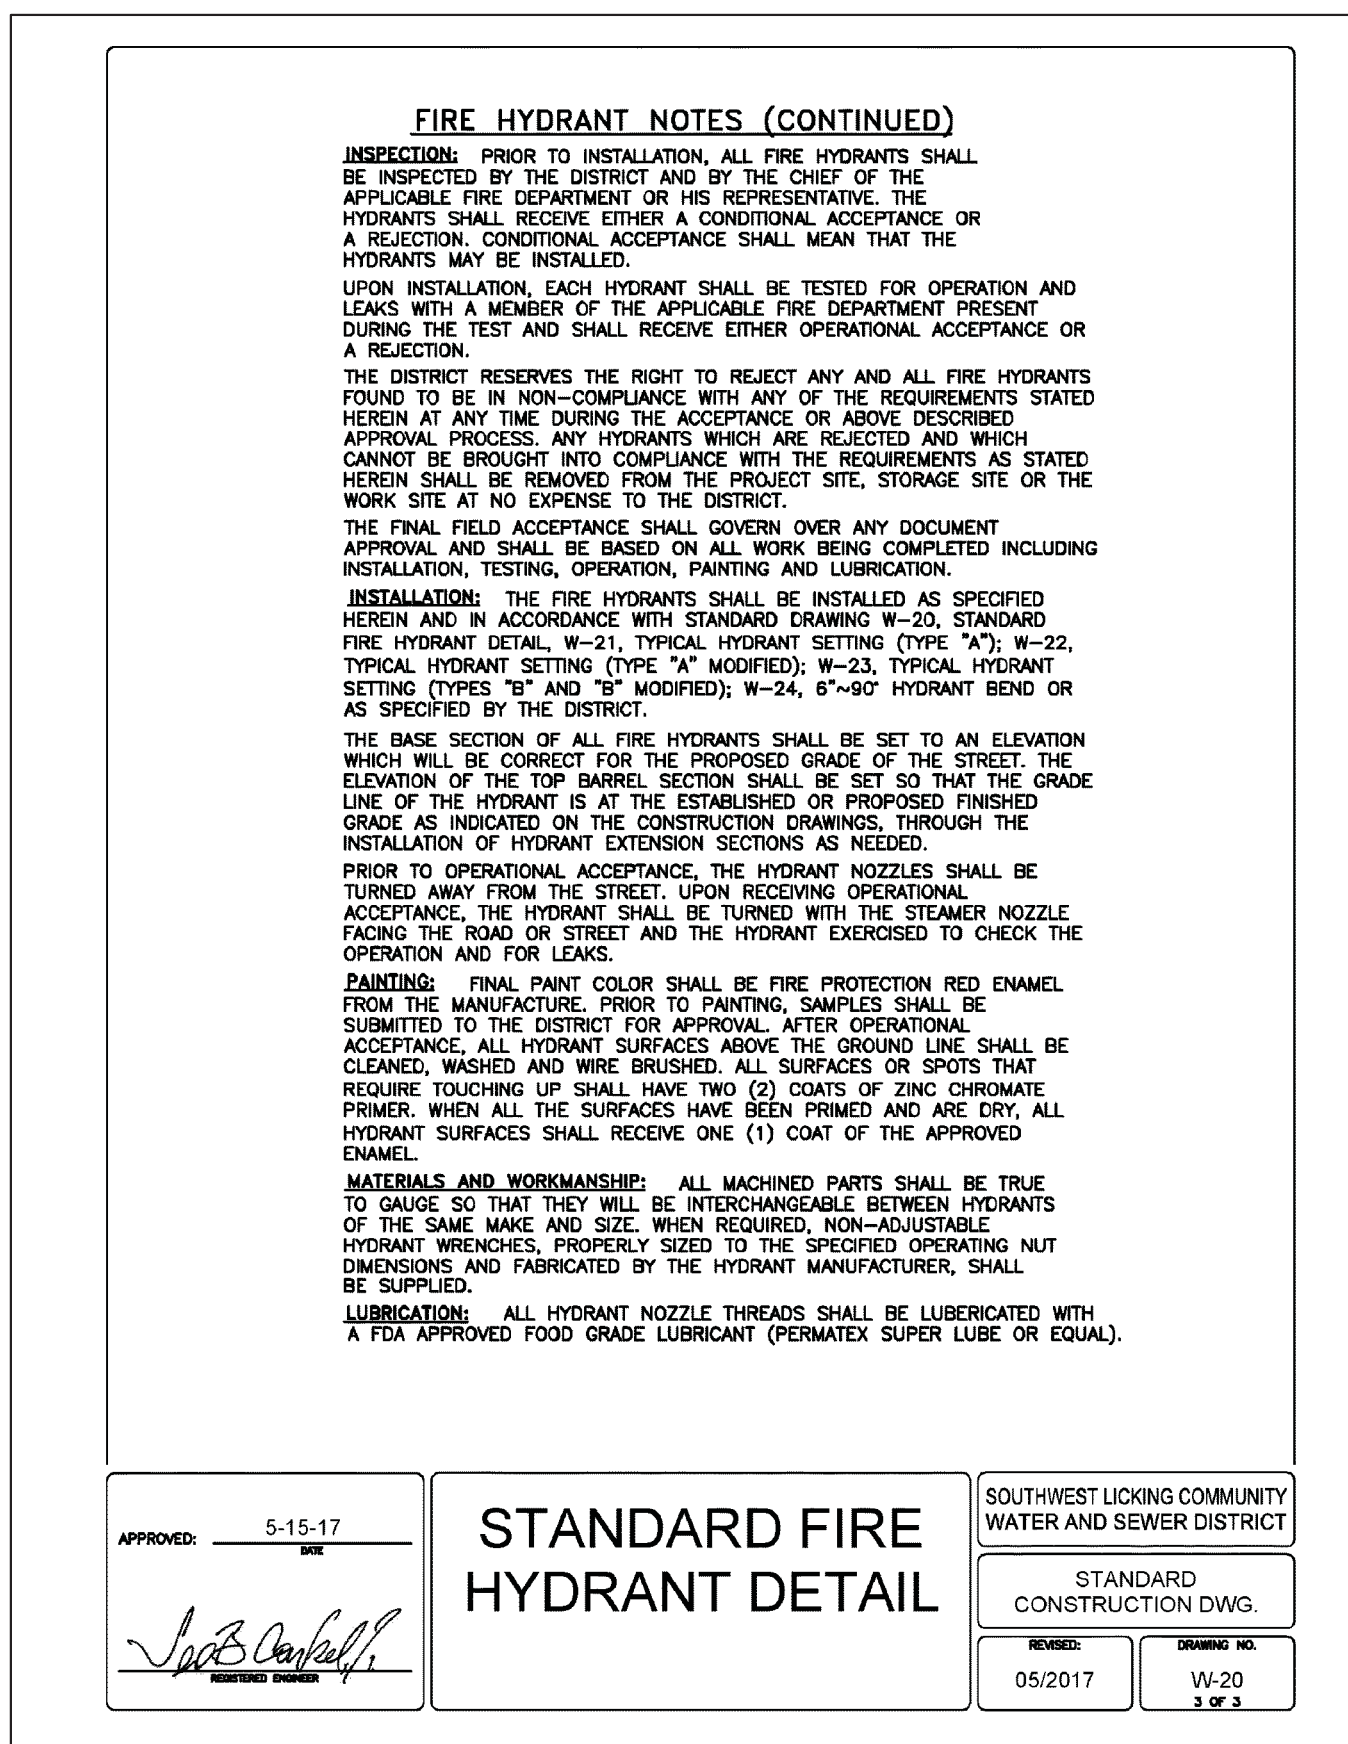 FIRE HYDRANT NOTES (CONTINUED)
INSPECTION: PRIOR TO INSTALLATION, ALL FIRE HYDRANTS SHALL
BE INSPECTED BY THE DISTRICT AND BY THE CHIEF OF THE
APPLICABLE FIRE DEPARTMENT OR HIS REPRESENTATIVE. THE
HYDRANTS SHALL RECEIVE EITHER A CONDITIONAL ACCEPTANCE OR
A REJECTION. CONDITIONAL ACCEPTANCE SHALL MEAN THAT THE
HYDRANTS MAY BE INSTALLED.
UPON INSTALLATION, EACH HYDRANT SHALL BE TESTED FOR OPERATION AND
LEAKS WITH A MEMBER OF THE APPLICABLE FIRE DEPARTMENT PRESENT
DURING THE TEST AND SHALL RECEIVE EITHER OPERATIONAL ACCEPTANCE OR
A REJECTION.
THE DISTRICT RESERVES THE RIGHT TO REJECT ANY AND ALL FIRE HYDRANTS
FOUND TO BE IN NON-COMPLIANCE WITH ANY OF THE REQUIREMENTS STATED
HEREIN AT ANY TIME DURING THE ACCEPTANCE OR ABOVE DESCRIBED
APPROVAL PROCESS. ANY HYDRANTS WHICH ARE REJECTED AND WHICH
CANNOT BE BROUGHT INTO COMPLIANCE WITH THE REQUIREMENTS AS STATED
HEREIN SHALL BE REMOVED FROM THE PROJECT SITE, STORAGE SITE OR THE
WORK SITE AT NO EXPENSE TO THE DISTRICT.
THE FINAL FIELD ACCEPTANCE SHALL GOVERN OVER ANY DOCUMENT
APPROVAL AND SHALL BE BASED ON ALL WORK BEING COMPLETED INCLUDING
INSTALLATION, TESTING, OPERATION, PAINTING AND LUBRICATION.
INSTALLATION: THE FIRE HYDRANTS SHALL BE INSTALLED AS SPECIFIED
HEREIN AND IN ACCORDANCE WITH STANDARD DRAWING W-20, STANDARD
FIRE HYDRANT DETAIL, W-21, TYPICAL HYDRANT SETTING (TYPE "A"); W-22,
TYPICAL HYDRANT SETTING (TYPE "A" MODIFIED); W-23, TYPICAL HYDRANT
SETTING (TYPES "B" AND "B" MODIFIED); W-24, 6"~90° HYDRANT BEND OR
AS SPECIFIED BY THE DISTRICT.
THE BASE SECTION OF ALL FIRE HYDRANTS SHALL BE SET TO AN ELEVATION
WHICH WILL BE CORRECT FOR THE PROPOSED GRADE OF THE STREET. THE
ELEVATION OF THE TOP BARREL SECTION SHALL BE SET SO THAT THE GRADE
LINE OF THE HYDRANT IS AT THE ESTABLISHED OR PROPOSED FINISHED
GRADE AS INDICATED ON THE CONSTRUCTION DRAWINGS, THROUGH THE
INSTALLATION OF HYDRANT EXTENSION SECTIONS AS NEEDED.
PRIOR TO OPERATIONAL ACCEPTANCE, THE HYDRANT NOZZLES SHALL BE
TURNED AWAY FROM THE STREET. UPON RECEIVING OPERATIONAL
ACCEPTANCE, THE HYDRANT SHALL BE TURNED WITH THE STEAMER NOZZLE
FACING THE ROAD OR STREET AND THE HYDRANT EXERCISED TO CHECK THE
OPERATION AND FOR LEAKS.
PAINTING: FINAL PAINT COLOR SHALL BE FIRE PROTECTION RED ENAMEL
FROM THE MANUFACTURE. PRIOR TO PAINTING, SAMPLES SHALL BE
SUBMITTED TO THE DISTRICT FOR APPROVAL. AFTER OPERATIONAL
ACCEPTANCE, ALL HYDRANT SURFACES ABOVE THE GROUND LINE SHALL BE
CLEANED, WASHED AND WIRE BRUSHED. ALL SURFACES OR SPOTS THAT
REQUIRE TOUCHING UP SHALL HAVE TWO (2) COATS OF ZINC CHROMATE
PRIMER. WHEN ALL THE SURFACES HAVE BEEN PRIMED AND ARE DRY, ALL
HYDRANT SURFACES SHALL RECEIVE ONE (1) COAT OF THE APPROVED
ENAMEL.
MATERIALS AND WORKMANSHIP: ALL MACHINED PARTS SHALL BE TRUE
TO GAUGE SO THAT THEY WILL BE INTERCHANGEABLE BETWEEN HYDRANTS
OF THE SAME MAKE AND SIZE. WHEN REQUIRED, NON-ADJUSTABLE
HYDRANT WRENCHES, PROPERLY SIZED TO THE SPECIFIED OPERATING NUT
DIMENSIONS AND FABRICATED BY THE HYDRANT MANUFACTURER, SHALL
BE SUPPLIED.
LUBRICATION: ALL HYDRANT NOZZLE THREADS SHALL BE LUBERICATED WITH
A FDA APPROVED FOOD GRADE LUBRICANT (PERMATEX SUPER LUBE OR EQUAL).
APPROVED: 5-15-17
DATE
REGISTERED ENGINEER
STANDARD FIRE
HYDRANT DETAIL
SOUTHWEST LICKING COMMUNITY
WATER AND SEWER DISTRICT
STANDARD
CONSTRUCTION DWG.
REVISED:
05/2017
DRAWING NO.
W-20
3 OF 3